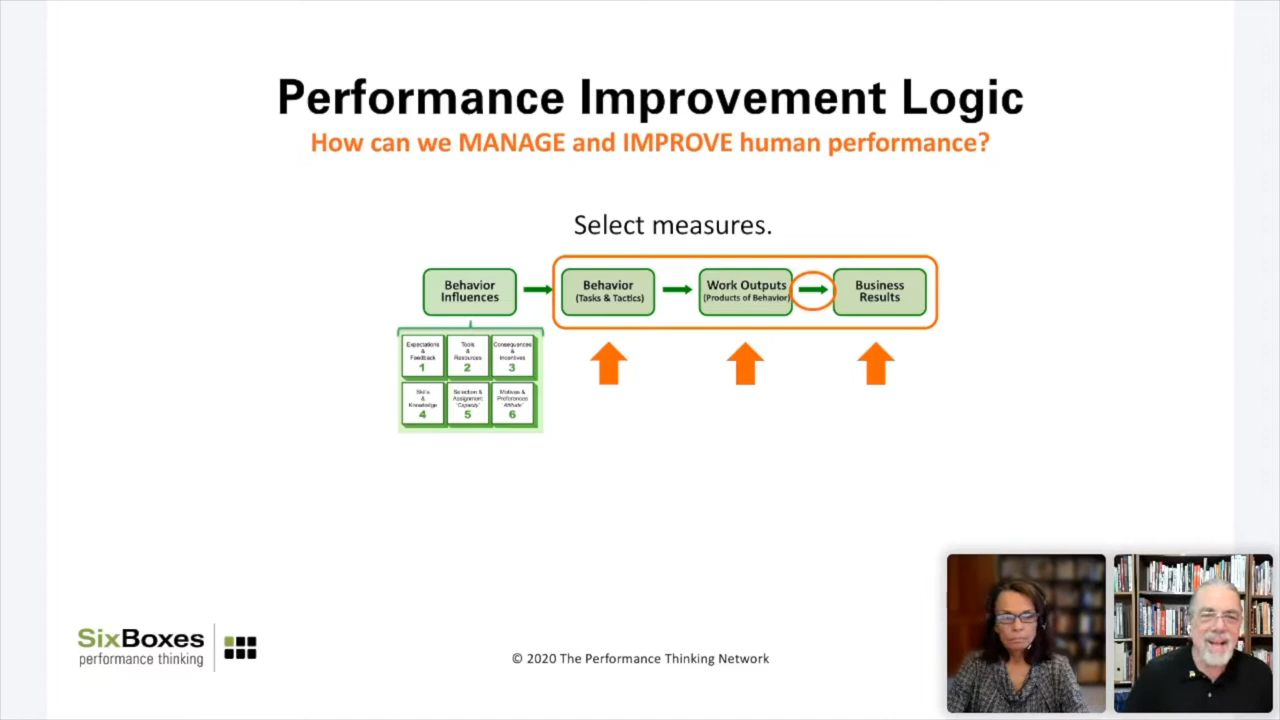 Performance Improvement Logic
How can we MANAGE and IMPROVE human performance?
Select measures.
Behavior
Influences
Behavior
(Tasks & Tactics)
Work Outputs
(Products of Behavior)
Business
Results
Expectations
&
Feedback
1
Tools
&
Resources
2
Consequences
&
Incentives
3
Skills
&
Knowledge
4
Selection &
Assignment
"Capacity"
5
Motives &
Preferences
"Attitude"
6
SixBoxes
performance thinking
© 2020 The Performance Thinking Network